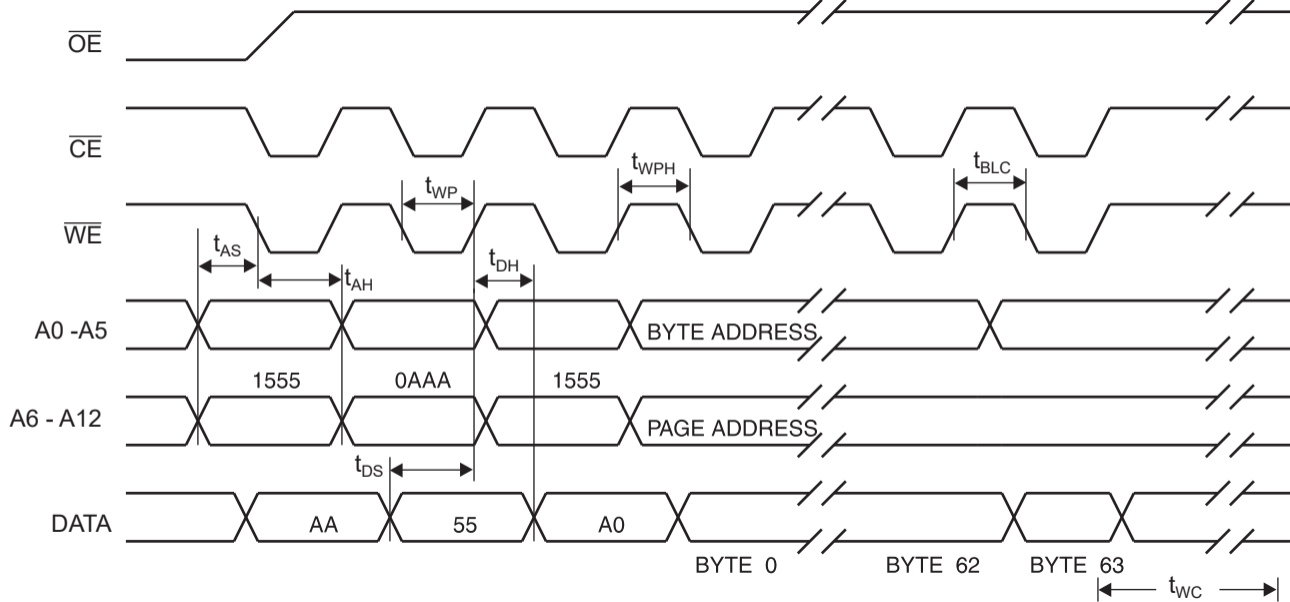 OE
CE
tWPH
tBLC
tWP
WE
tAS
tDH
tAH
A0 -A5
BYTE ADDRESS
1555
0AAA
1555
A6 - A12
PAGE ADDRESS
tDS
DATA
AA
55
A0
BYTE 0
BYTE 62
BYTE 63
tWC